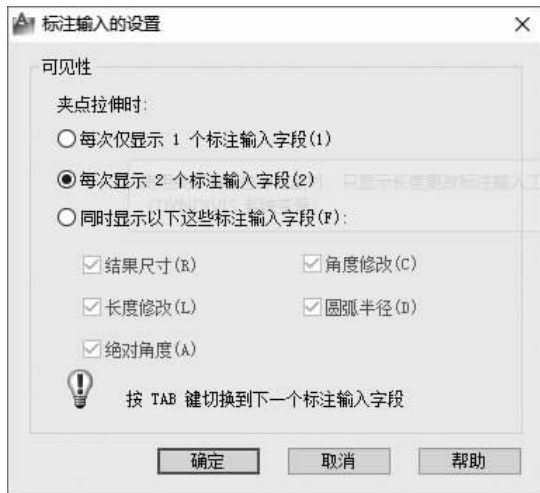 标注输入的设置
可见性
夹点拉伸时:
每次仅显示 1 个标注输入字段(1)
每次显示 2 个标注输入字段(2)
同时显示以下这些标注输入字段(F):
结果尺寸(R) 角度修改(C)
长度修改(L) 圆弧半径(D)
绝对角度(A)
按 TAB 键切换到下一个标注输入字段
确定 取消 帮助